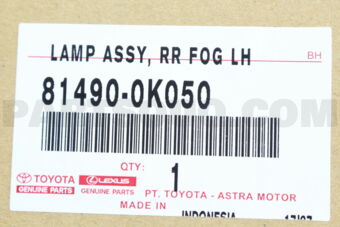 LAMP ASSY, RR FOG LH
BH
81490-0K050
QTY:
1
TOYOTA
GENUINE PARTS
LEXUS
GENUINE PARTS
PT. TOYOTA - ASTRA MOTOR
MADE IN
INDONESIA